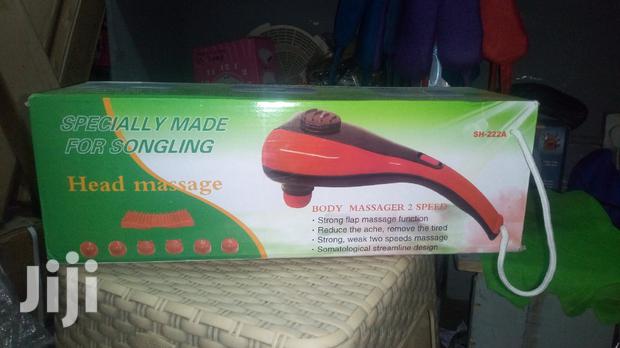 SPECIALLY MADE
FOR SONGLING
SH-222A
Head massage
BODY MASSAGER 2 SPEED
· Strong flap massage function
· Reduce the ache, remove the tired
· Strong, weak two speeds massage
· Somatological streamline design
Jiji